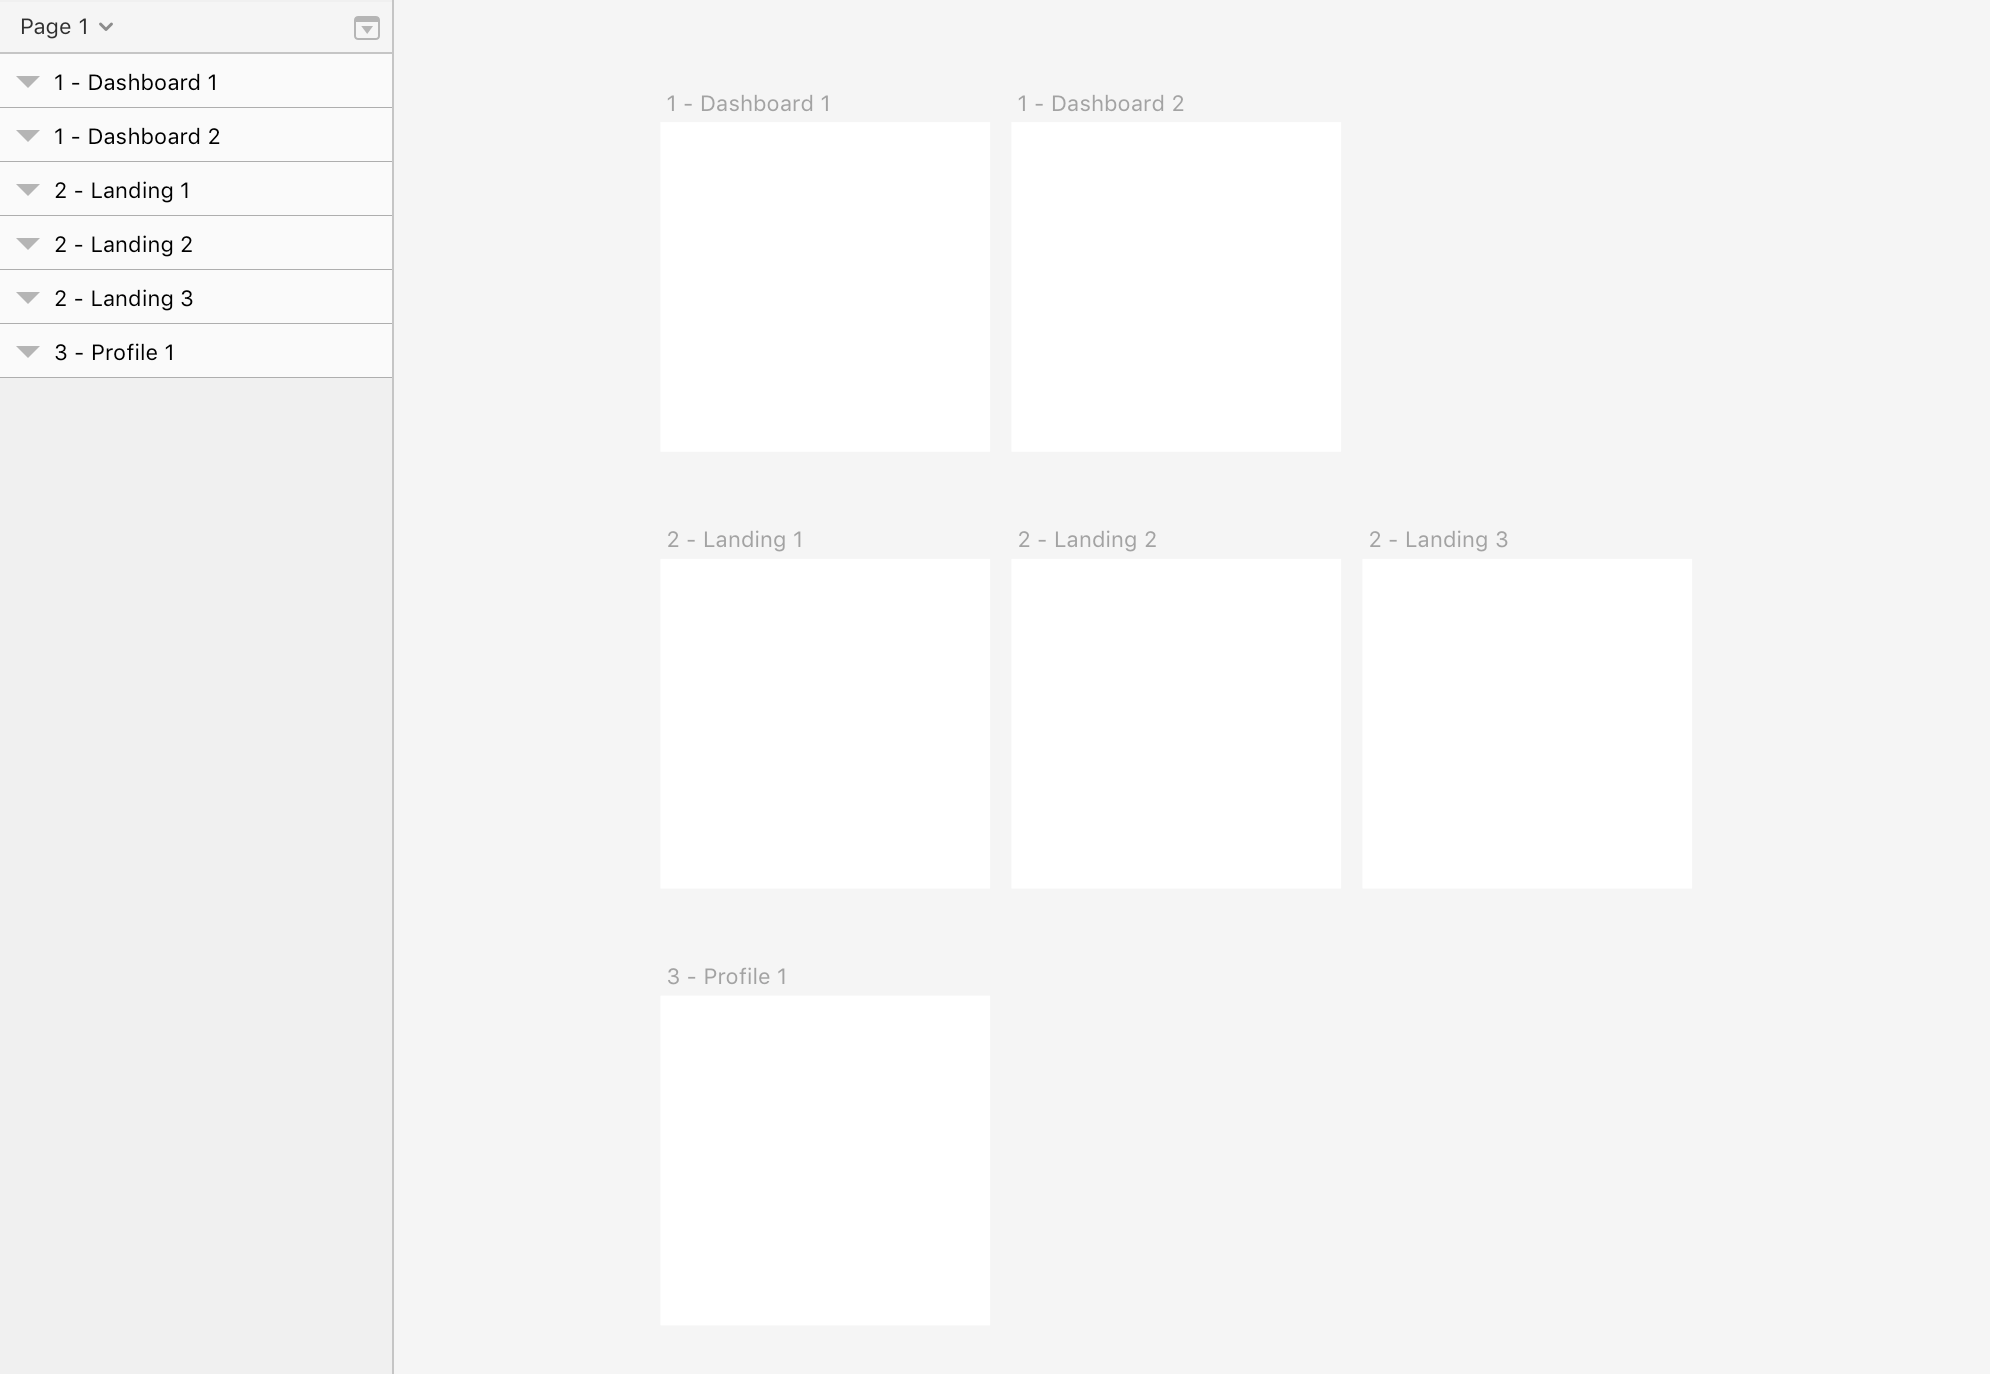 Page 1
1 - Dashboard 1
1 - Dashboard 2
2 - Landing 1
2 - Landing 2
2 - Landing 3
3 - Profile 1
1 - Dashboard 1
1 - Dashboard 2
2 - Landing 1
2 - Landing 2
2 - Landing 3
3 - Profile 1